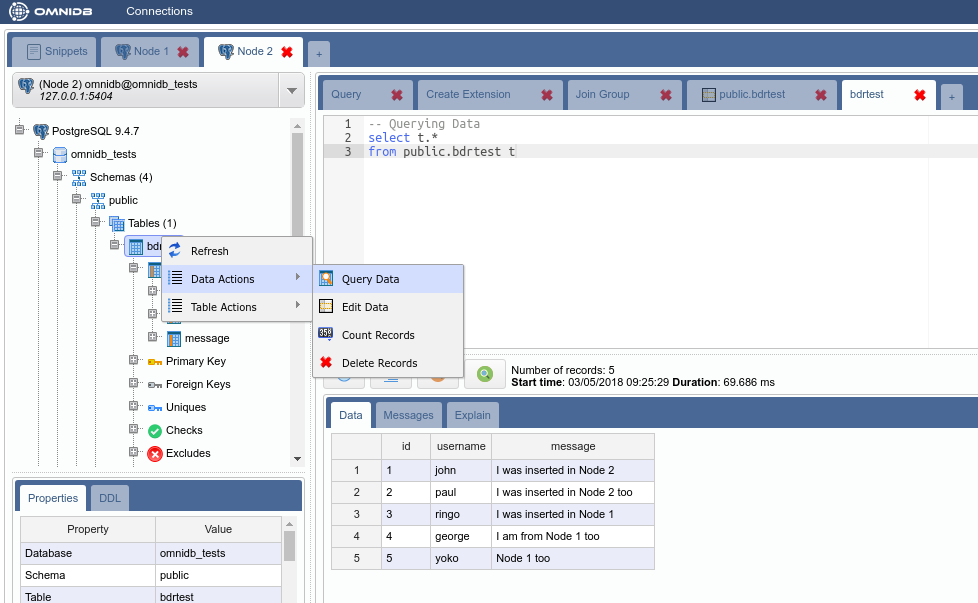 OMNIDB Connections
Snippets Node 1 Node 2 +
(Node 2) omnidb@omnidb_tests
127.0.0.1:5404
PostgreSQL 9.4.7
omnidb_tests
Schemas (4)
public
Tables (1)
Refresh
Data Actions
Table Actions
message
Primary Key
Foreign Keys
Uniques
Checks
Excludes
Query Data
Edit Data
Count Records
Delete Records
Properties DDL
Property Value
Database omnidb_tests
Schema public
Table bdrtest
Query Create Extension Join Group public.bdrtest bdrtest +
1 -- Querying Data
2 select t.*
3 from public.bdrtest t
Number of records: 5
Start time: 03/05/2018 09:25:29 Duration: 69.686 ms
Data Messages Explain
id username message
1 1 john I was inserted in Node 2
2 2 paul I was inserted in Node 2 too
3 3 ringo I was inserted in Node 1
4 4 george I am from Node 1 too
5 5 yoko Node 1 too